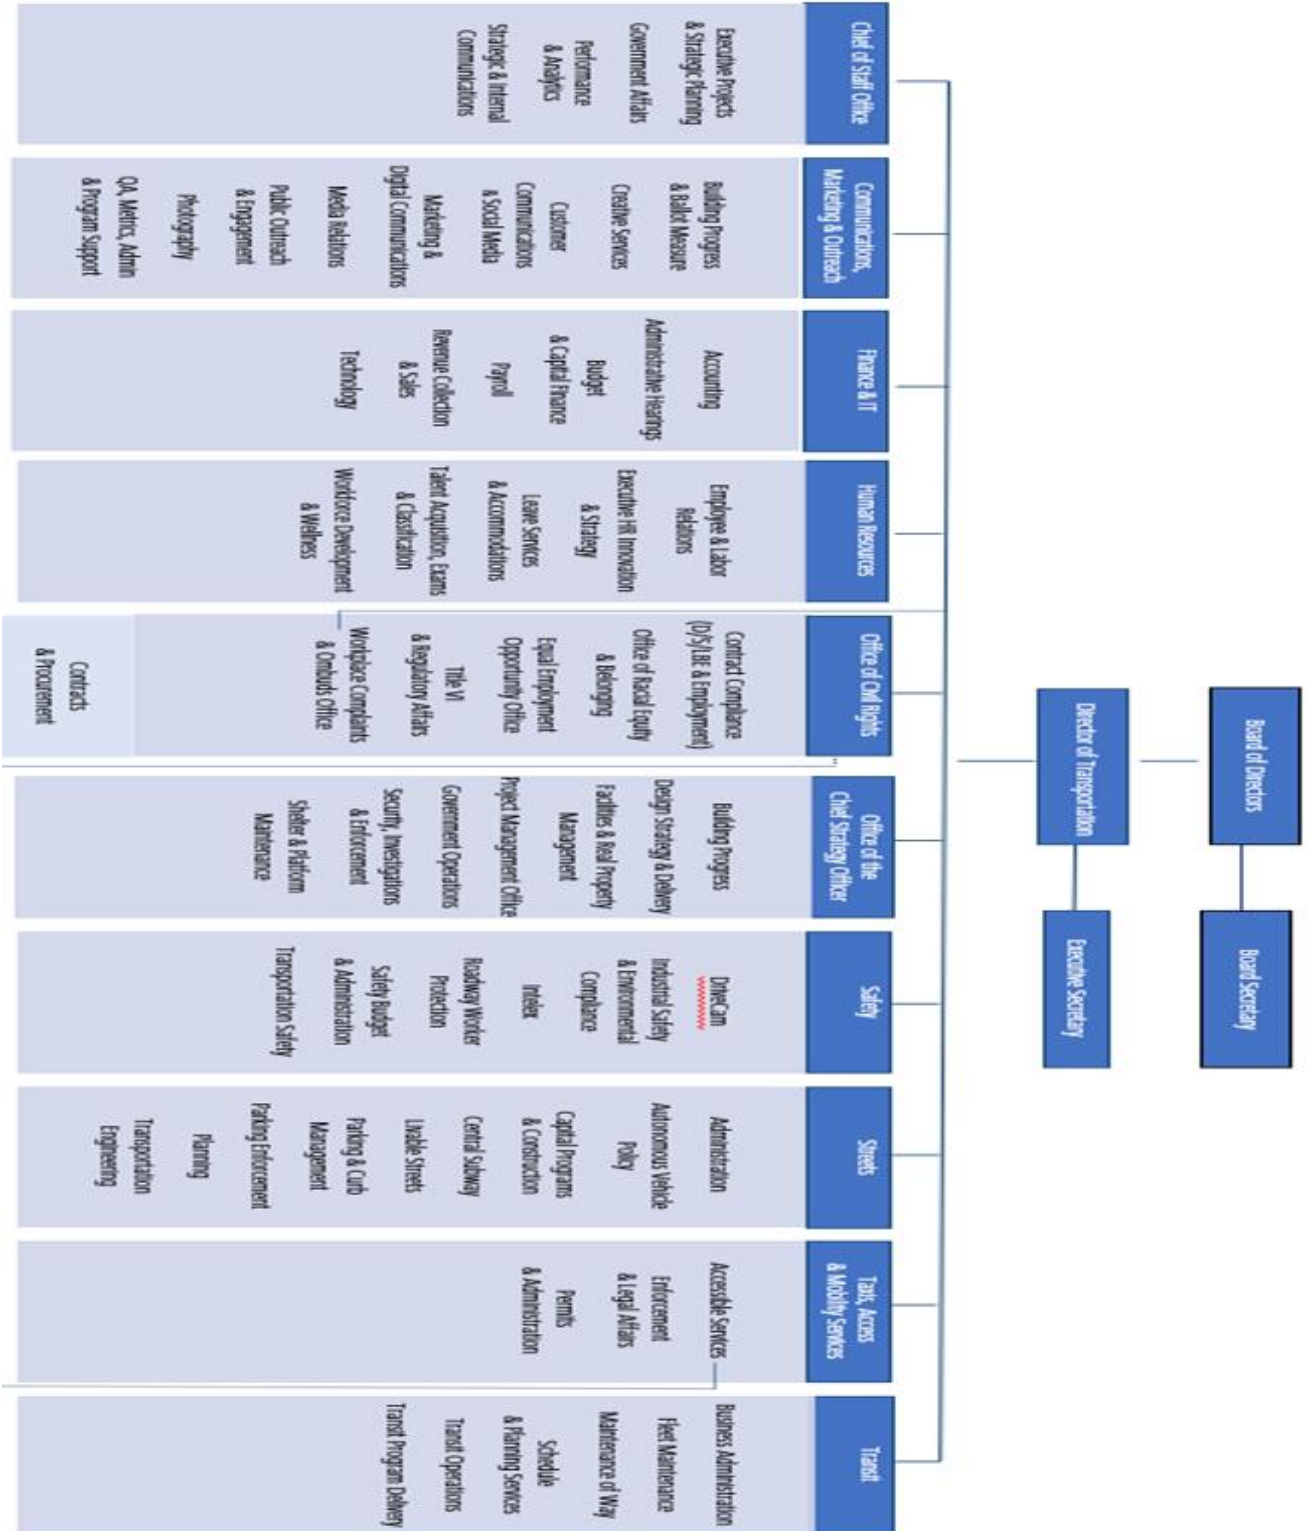 Board of Directors
Board Secretary
Director of Transportation
Executive Secretary
Chief of Staff Office
Executive Projects
& Strategic Planning
Government Affairs
Performance
& Analytics
Strategic & Internal
Communications
Communications,
Marketing & Outreach
Building Progress
& Ballot Measure
Creative Services
Customer
Communications
& Social Media
Marketing &
Digital Communications
Media Relations
Public Outreach
& Engagement
Photography
QA, Metrics, Admin
& Program Support
Finance & IT
Accounting
Administrative Hearings
Budget
& Capital Finance
Payroll
Revenue Collection
& Sales
Technology
Human Resources
Employee & Labor
Relations
Executive HR Innovation
& Strategy
Leave Services
& Accommodations
Talent Acquisition, Exams
& Classification
Workforce Development
& Wellness
Office of Civil Rights
Contract Compliance
(D/S/LBE & Employment)
Office of Racial Equity
& Belonging
Equal Employment
Opportunity Office
Title VI
& Regulatory Affairs
Workplace Complaints
& Ombuds Office
Contracts
& Procurement
Office of the
Chief Strategy Officer
Building Progress
Design Strategy & Delivery
Facilities & Real Property
Management
Project Management Office
Government Operations
Security, Investigations
& Enforcement
Shelter & Platform
Maintenance
Safety
DriveCam
Industrial Safety
& Environmental
Compliance
Intelex
Roadway Worker
Protection
Safety Budget
& Administration
Transportation Safety
Streets
Administration
Autonomous Vehicle
Policy
Capital Programs
& Construction
Central Subway
Livable Streets
Parking & Curb
Management
Parking Enforcement
Planning
Transportation
Engineering
Taxis, Access
& Mobility Services
Accessible Services
Enforcement
& Legal Affairs
Permits
& Administration
Transit
Business Administration
Fleet Maintenance
Maintenance of Way
Schedule
& Planning Services
Transit Operations
Transit Program Delivery